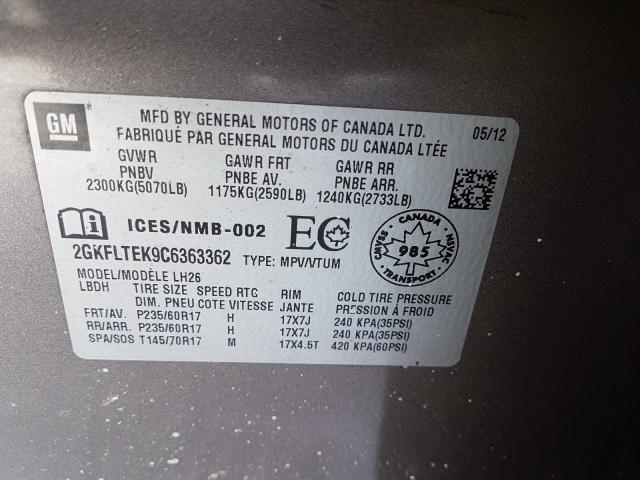 GM
MFD BY GENERAL MOTORS OF CANADA LTD. 05/12
FABRIQUÉ PAR GENERAL MOTORS DU CANADA LTÉE
GVWR GAWR FRT GAWR RR
PNBV PNBE AV. PNBE ARR.
2300KG(5070LB) 1175KG(2590LB) 1240KG(2733LB)
i ICES/NMB-002 EC
CANADA
CMVSS 985 NSVAC
TRANSPORT
2GKFLTEK9C6363362 TYPE: MPV/VTUM
MODEL/MODÈLE LH26
LBDH TIRE SIZE SPEED RTG RIM COLD TIRE PRESSURE
DIM. PNEU COTE VITESSE JANTE PRESSION À FROID
FRT/AV. P235/60R17 H 17X7J 240 KPA(35PSI)
RR/ARR. P235/60R17 H 17X7J 240 KPA(35PSI)
SPA/SOS T145/70R17 M 17X4.5T 420 KPA(60PSI)